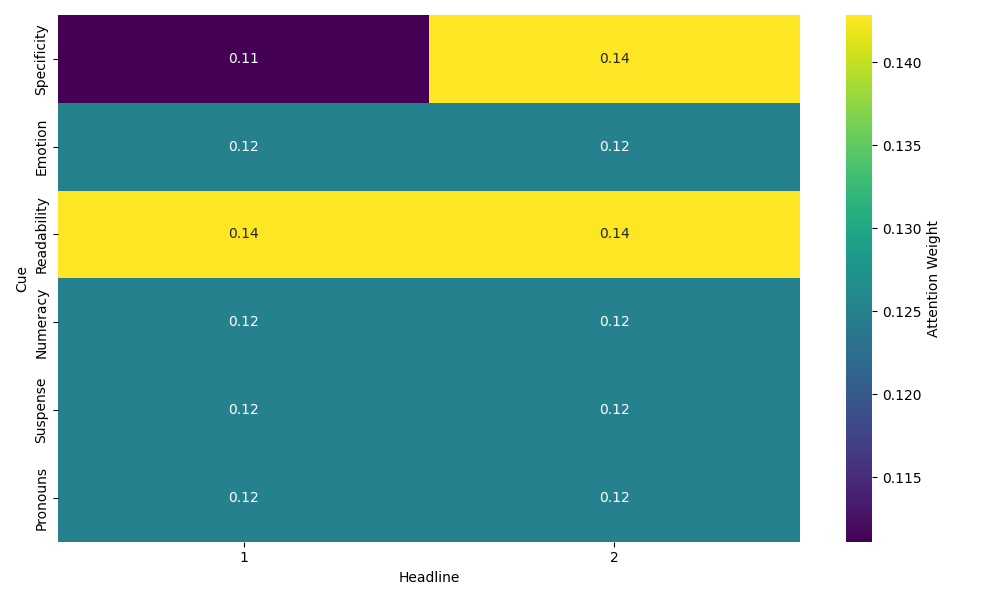 Specificity 0.11 0.14 0.140
Emotion 0.12 0.12 0.135
Readability 0.14 0.14 0.130
Cue
Numeracy 0.12 0.12 0.125
Suspense 0.12 0.12 0.120
Pronouns 0.12 0.12 0.115
Attention Weight
1 2
Headline